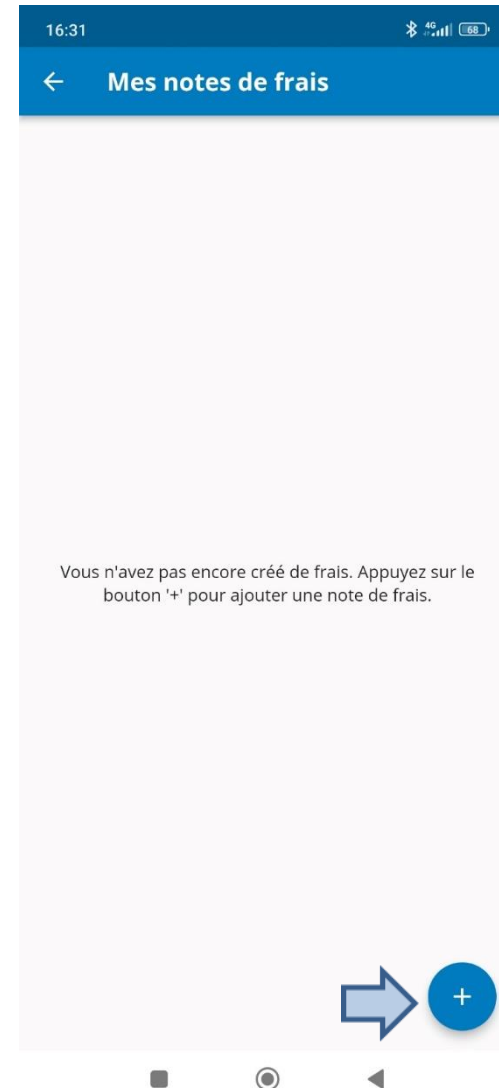 16:31
4G
68
Mes notes de frais
Vous n'avez pas encore créé de frais. Appuyez sur le
bouton '+' pour ajouter une note de frais.
+